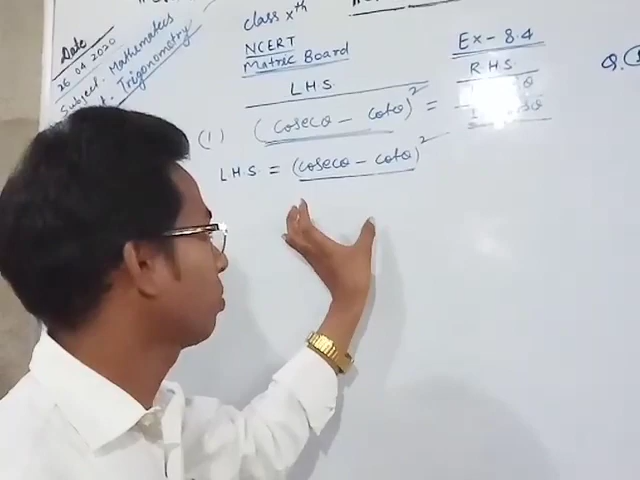 Date
26.04.2020
Subject. Mathematics
Trigonometry
class xth
NCERT
Matric Board
Ex - 8.4
LHS
RHS
(1) (cosecθ - cotθ)² =
LHS = (cosecθ - cotθ)²
Q.